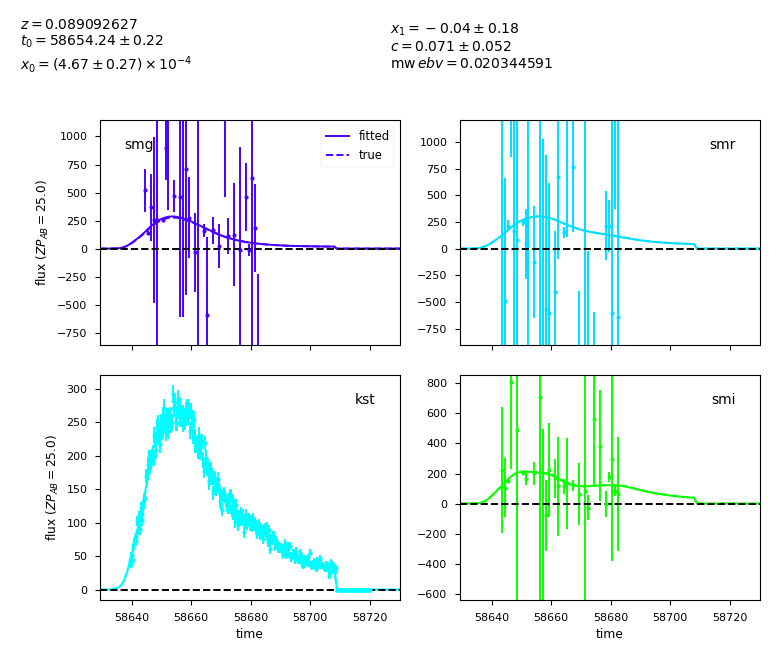 z = 0.089092627
t₀ = 58654.24 ± 0.22
x₀ = (4.67 ± 0.27) × 10⁻⁴
x₁ = −0.04 ± 0.18
c = 0.071 ± 0.052
mw ebv = 0.020344591
smg
fitted
true
1000
750
500
250
0
−250
−500
−750
flux (ZP_AB = 25.0)
smr
1000
750
500
250
0
−250
−500
−750
kst
300
250
200
150
100
50
0
flux (ZP_AB = 25.0)
58640 58660 58680 58700 58720
time
smi
800
600
400
200
0
−200
−400
−600
58640 58660 58680 58700 58720
time